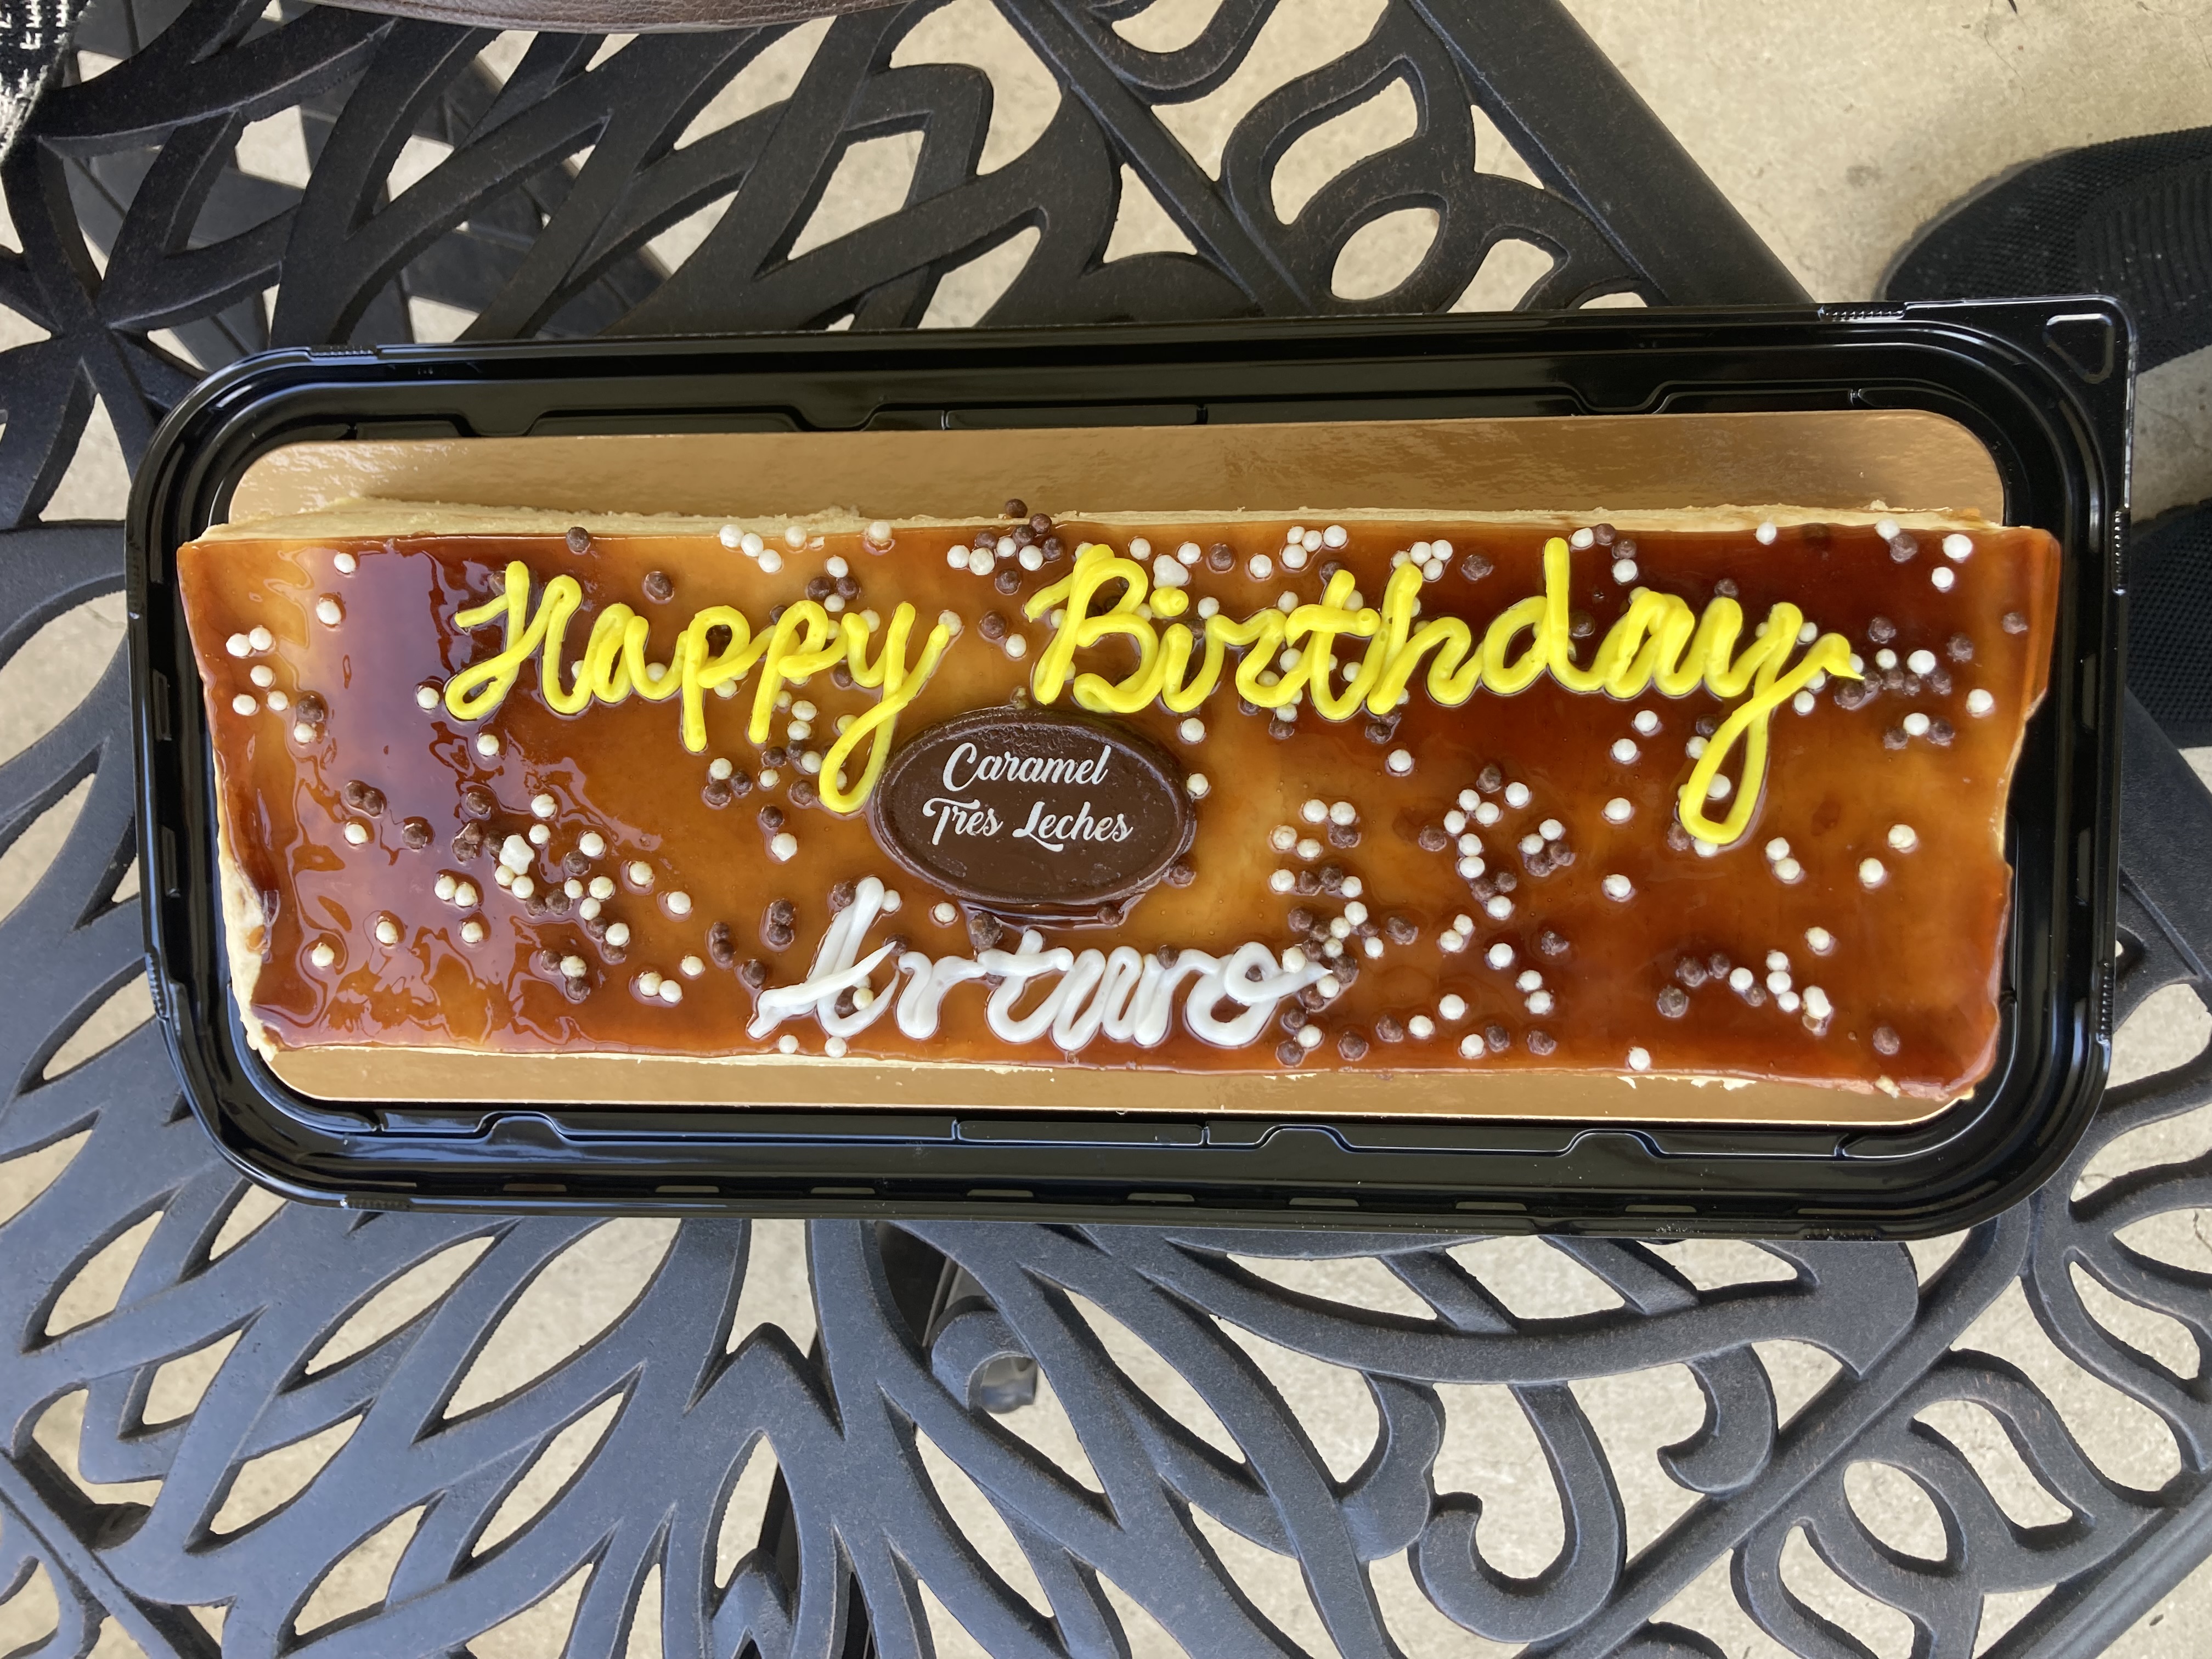 Happy Birthday
Caramel
Tres Leches
Arturo